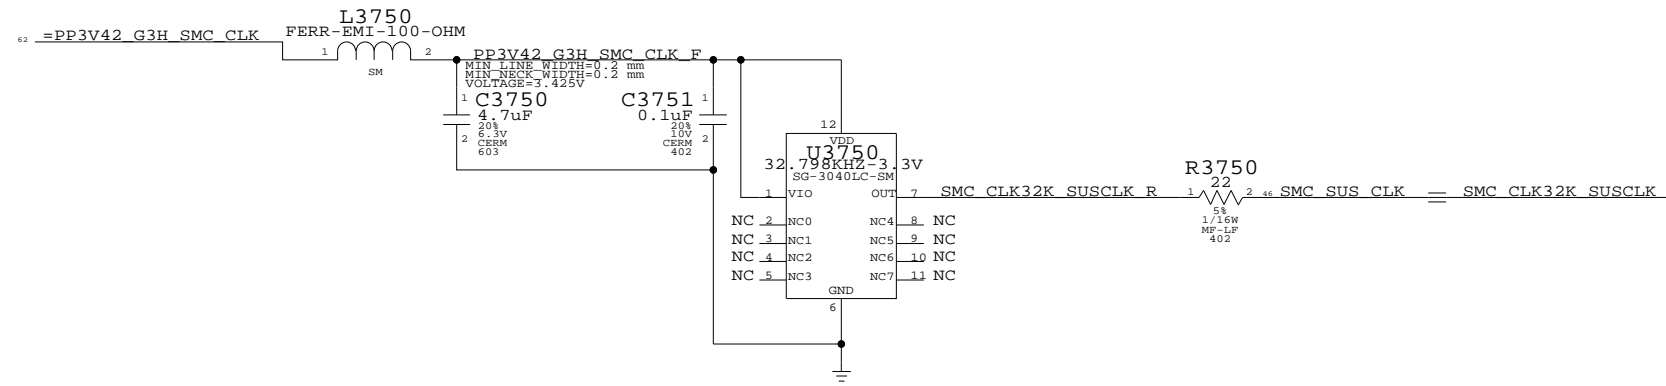 L3750
FERR-EMI-100-OHM
62 =PP3V42_G3H_SMC_CLK
1 2
SM
PP3V42_G3H_SMC_CLK_F
MIN_LINE_WIDTH=0.2 mm
MIN_NECK_WIDTH=0.2 mm
VOLTAGE=3.425V
1 C3750
4.7uF
20%
2 6.3V
CERM
603
C3751 1
0.1uF
20%
10V 2
CERM
402
12
VDD
U3750
32.798KHZ-3.3V
SG-3040LC-SM
1 VIO OUT 7
NC 2 NC0 NC4 8 NC
NC 3 NC1 NC5 9 NC
NC 4 NC2 NC6 10 NC
NC 5 NC3 NC7 11 NC
GND
6
SMC_CLK32K_SUSCLK_R
R3750
22
1 2
5%
1/16W
MF-LF
402
46 SMC_SUS_CLK
SMC_CLK32K_SUSCLK